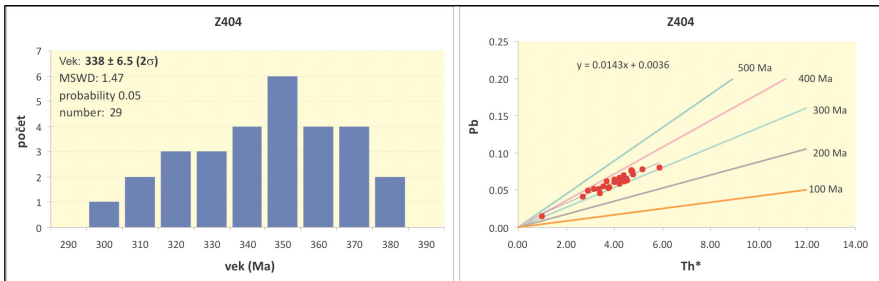 Z404
Vek: 338 ± 6.5 (2σ)
MSWD: 1.47
probability 0.05
number: 29
počet
7
6
5
4
3
2
1
0
290 300 310 320 330 340 350 360 370 380 390
vek (Ma)
Z404
y = 0.0143x + 0.0036
500 Ma
400 Ma
300 Ma
200 Ma
100 Ma
Pb
0.25
0.20
0.15
0.10
0.05
0.00
0.00 2.00 4.00 6.00 8.00 10.00 12.00 14.00
Th*